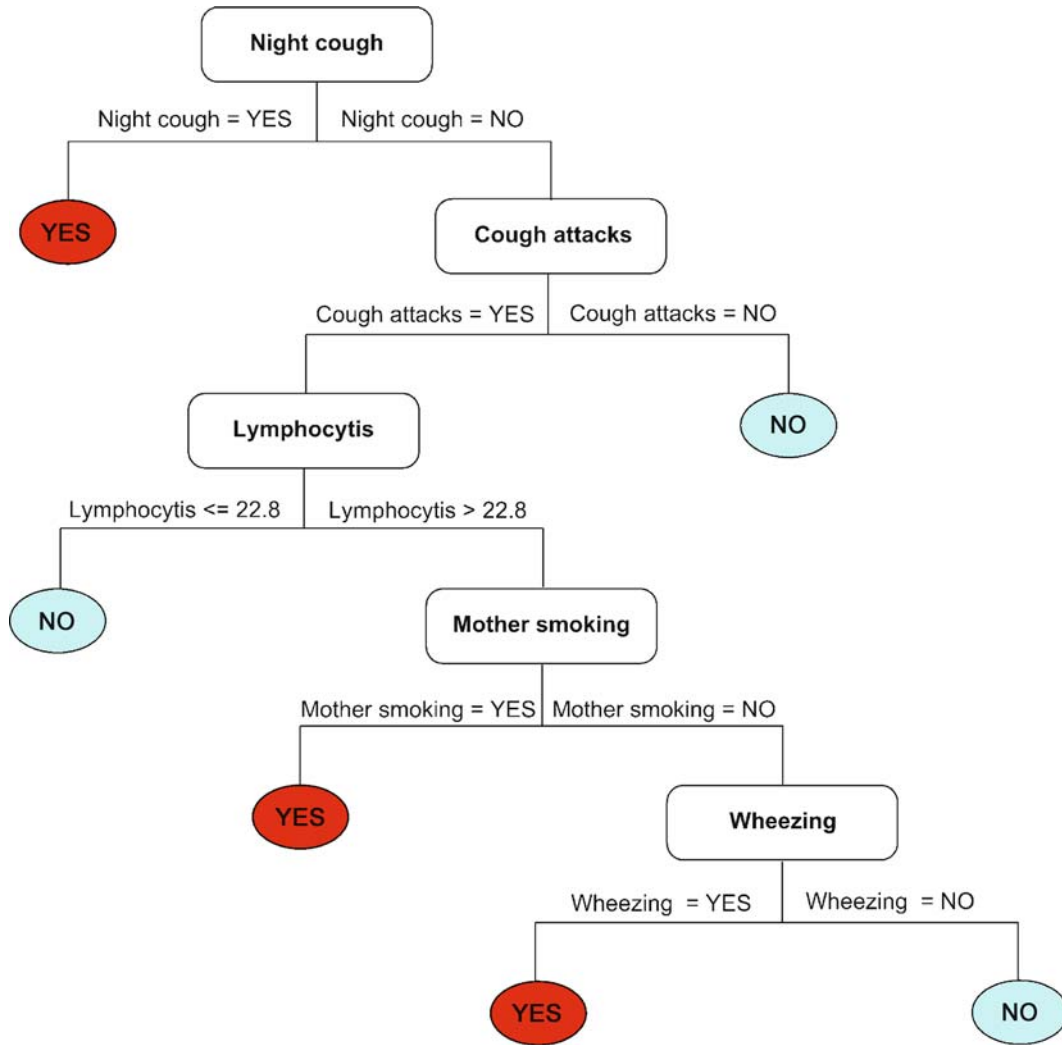 Night cough
Night cough = YES
Night cough = NO
YES
Cough attacks
Cough attacks = YES
Cough attacks = NO
NO
Lymphocytis
Lymphocytis <= 22.8
Lymphocytis > 22.8
NO
Mother smoking
Mother smoking = YES
Mother smoking = NO
YES
Wheezing
Wheezing = YES
Wheezing = NO
YES
NO